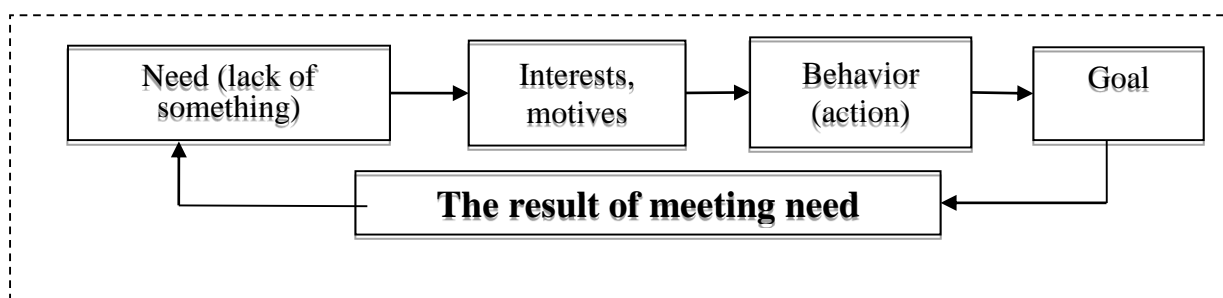 Need (lack of
something)
Interests,
motives
Behavior
(action)
Goal
The result of meeting need